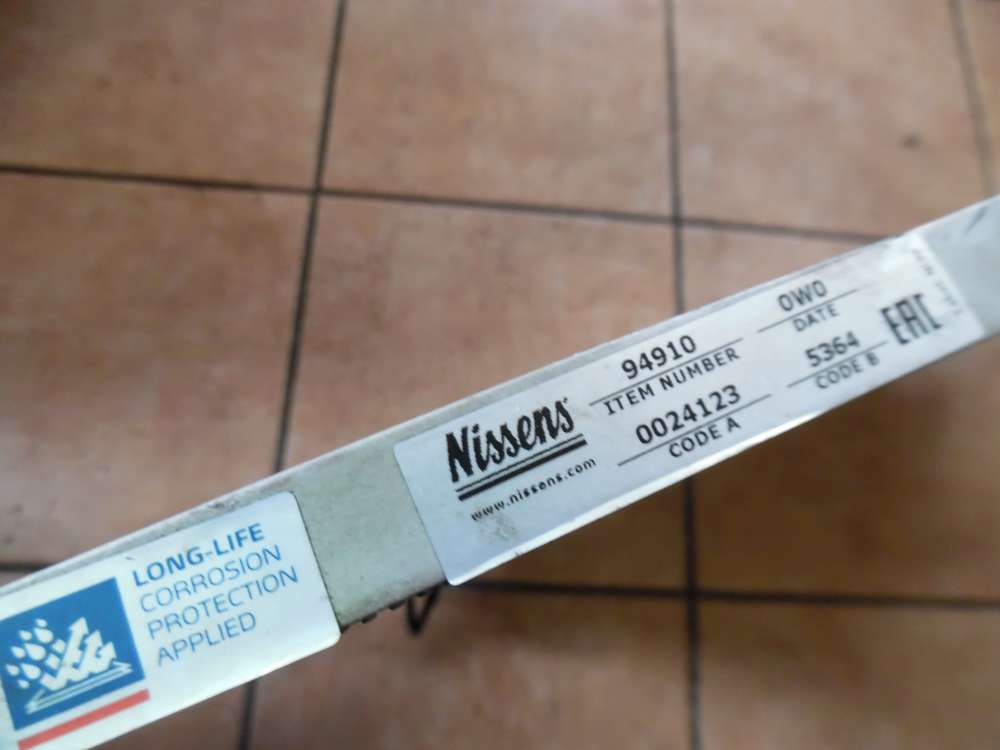 LONG-LIFE
CORROSION
PROTECTION
APPLIED
Nissens
www.nissens.com
94910
ITEM NUMBER
0024123
CODE A
0W0
DATE
5364
CODE B
EAC